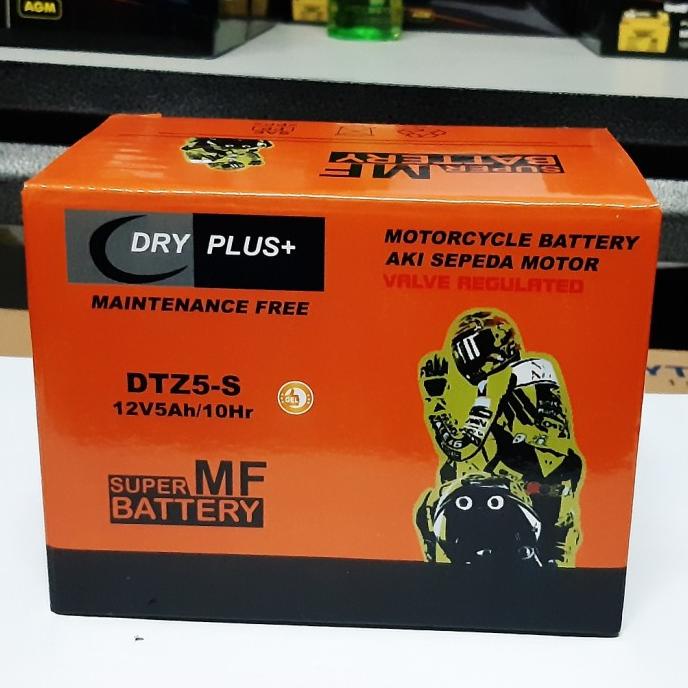 AGM
SUPER MF
BATTERY
DRY PLUS+
MAINTENANCE FREE
MOTORCYCLE BATTERY
AKI SEPEDA MOTOR
VALVE REGULATED
DTZ5-S
12V5Ah/10Hr
GEL
SUPER MF
BATTERY